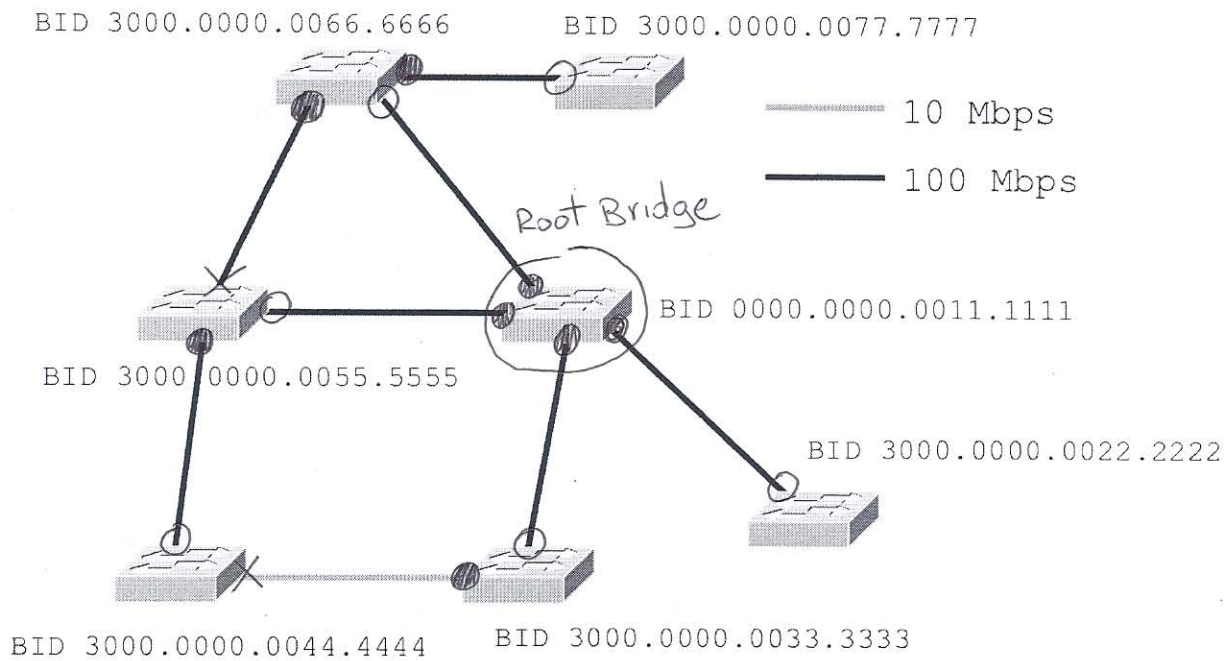 BID 3000.0000.0066.6666
BID 3000.0000.0077.7777
10 Mbps
100 Mbps
Root Bridge
BID 0000.0000.0011.1111
BID 3000.0000.0055.5555
BID 3000.0000.0022.2222
BID 3000.0000.0044.4444
BID 3000.0000.0033.3333